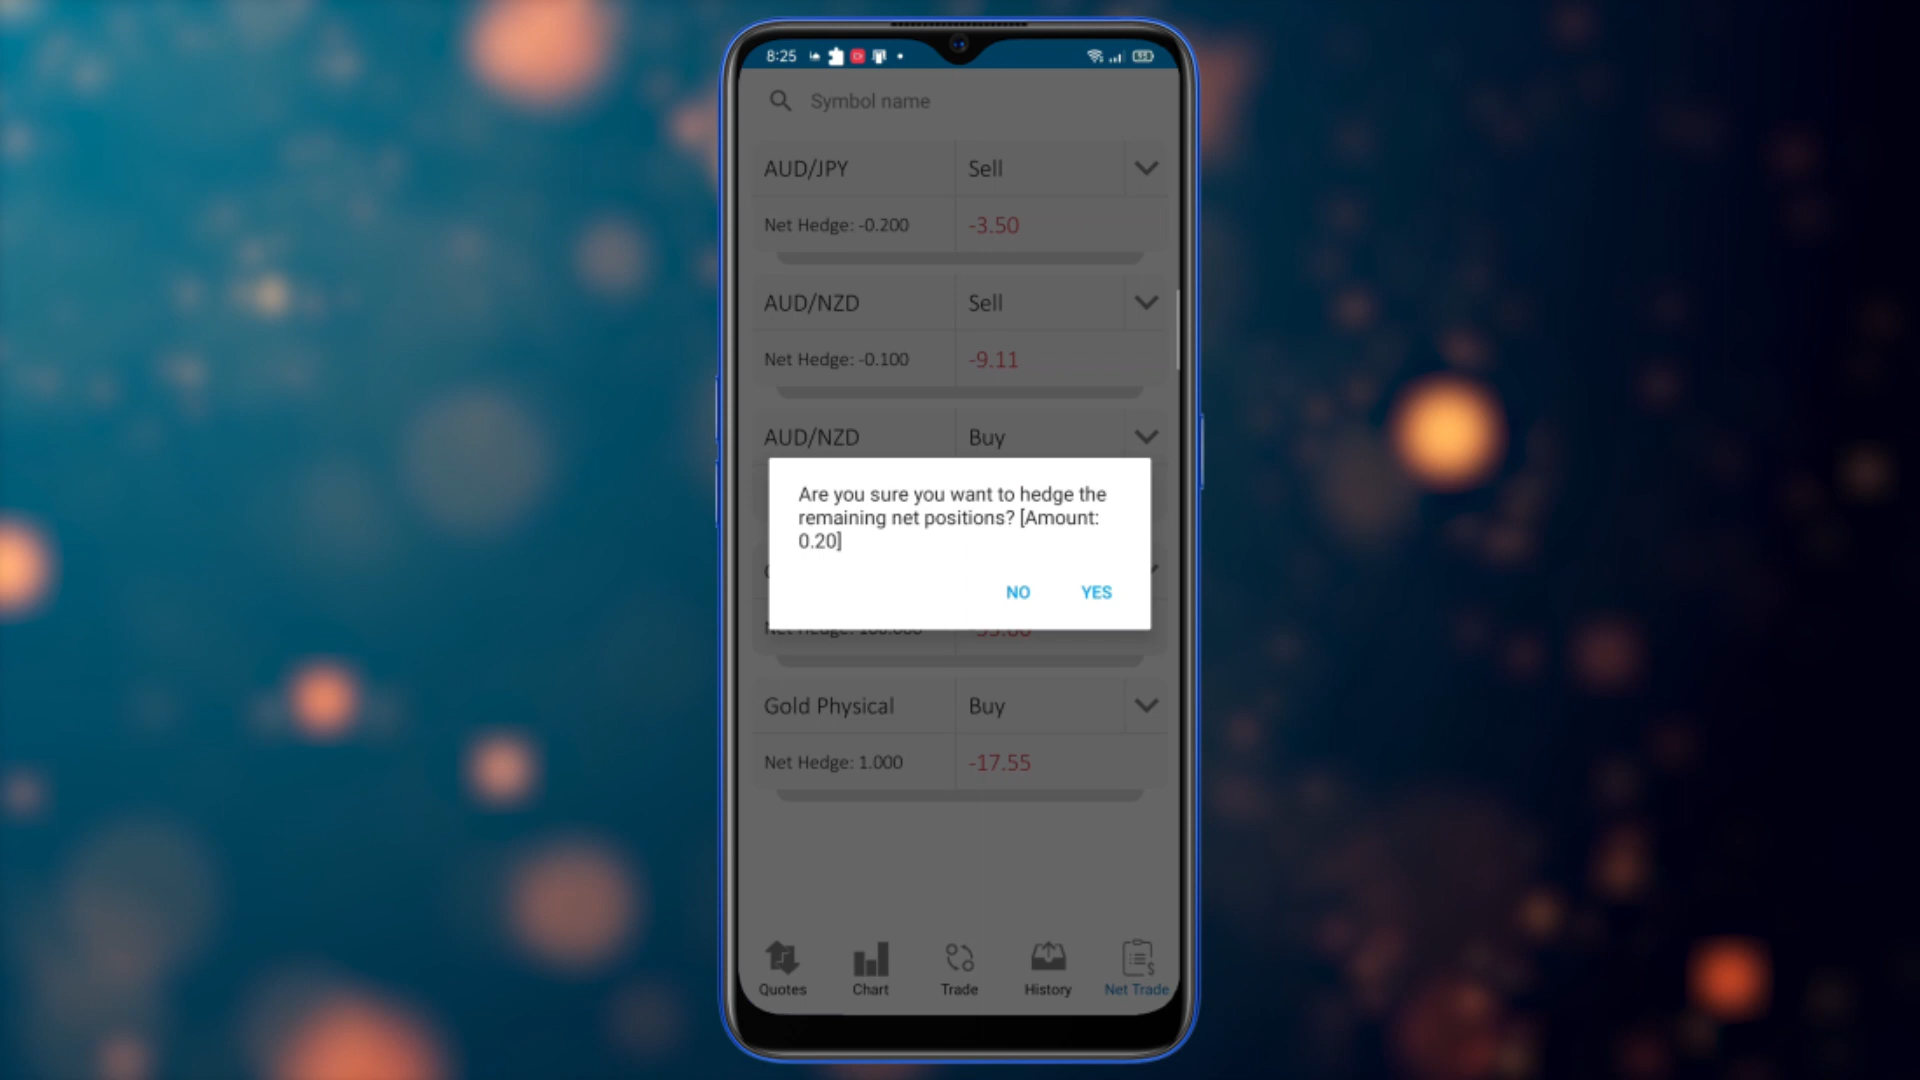 8:25
Symbol name
AUD/JPY Sell
Net Hedge: -0.200 -3.50
AUD/NZD Sell
Net Hedge: -0.100 -9.11
AUD/NZD Buy
Are you sure you want to hedge the
remaining net positions? [Amount:
0.20]
NO YES
Gold Physical Buy
Net Hedge: 1.000 -17.55
Quotes Chart Trade History Net Trade